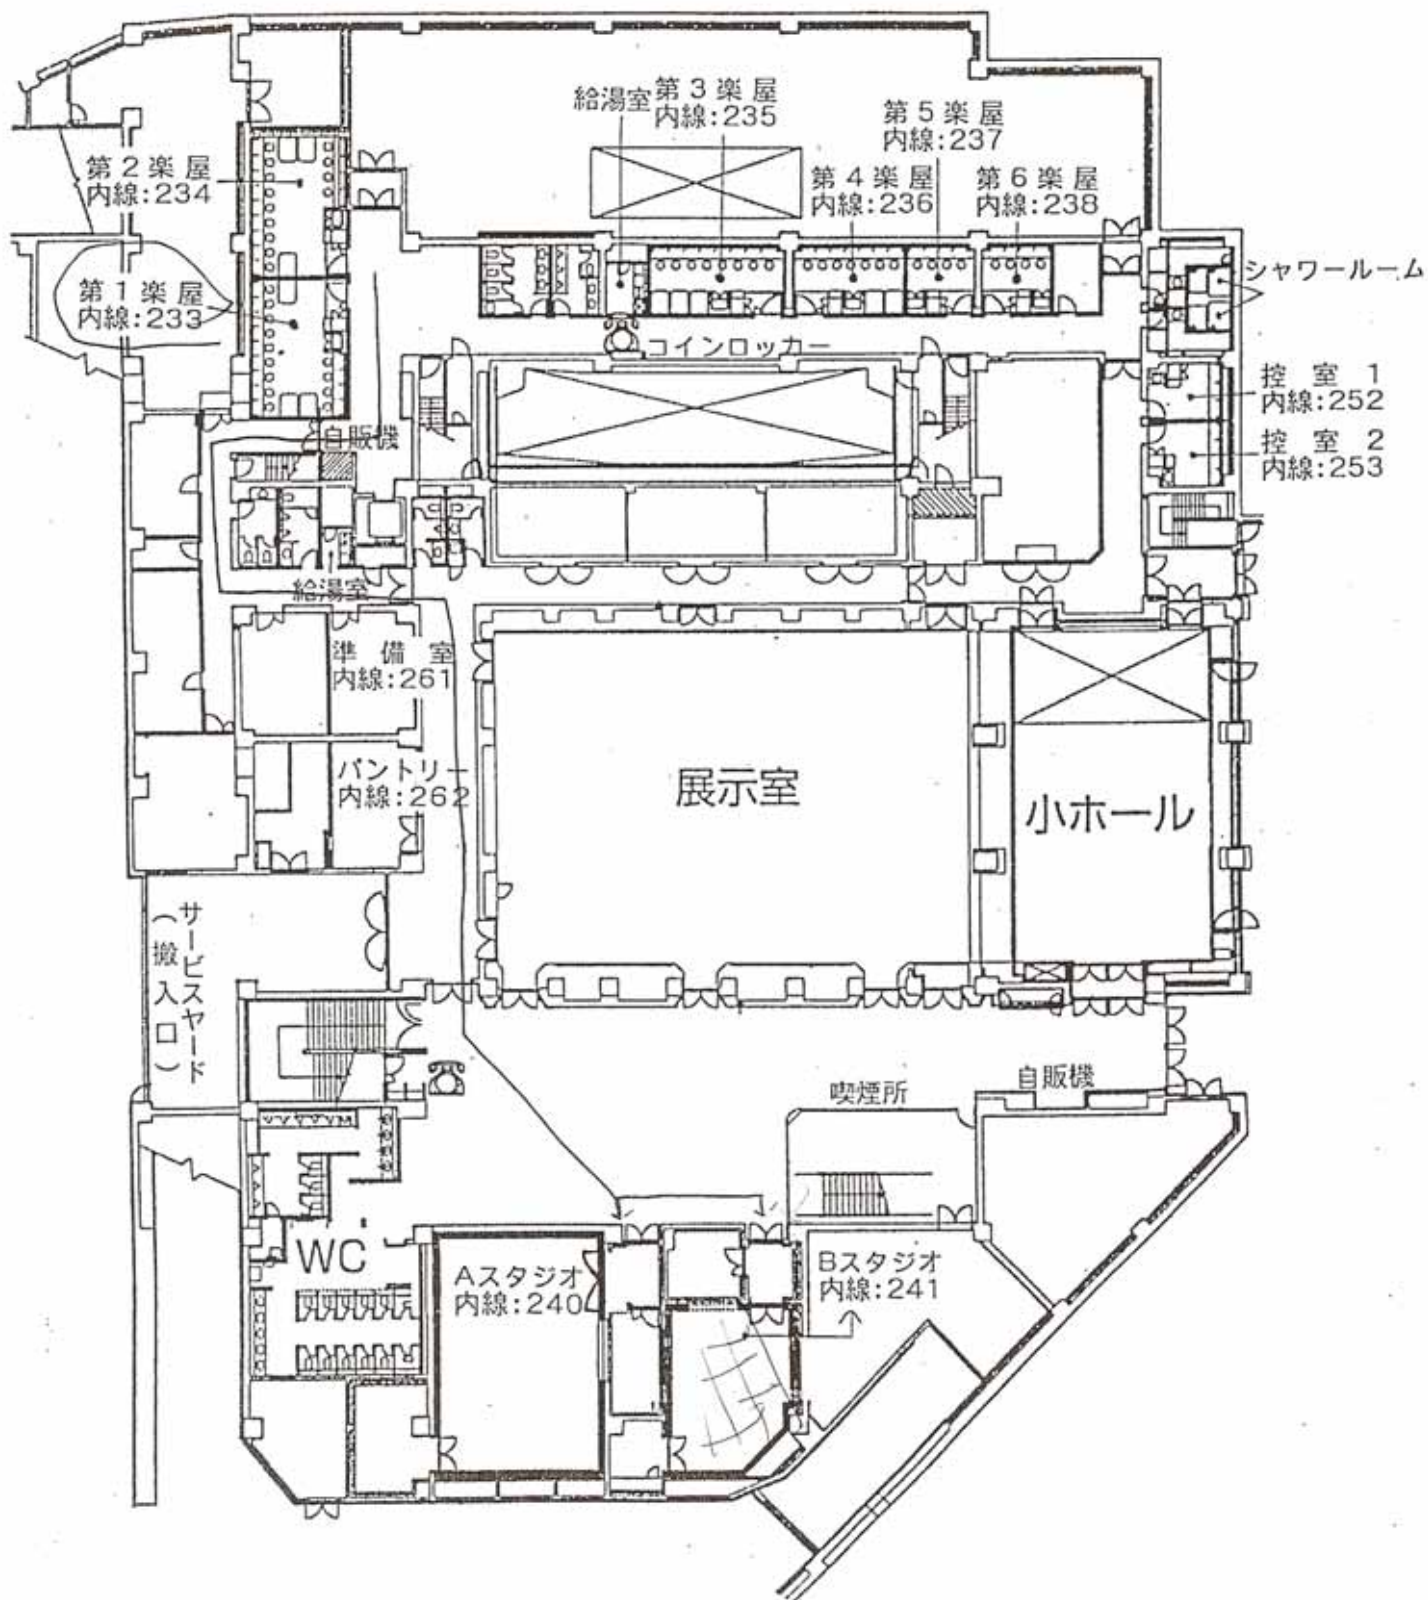 給湯室
第3楽屋
内線:235
第5楽屋
内線:237
第2楽屋
内線:234
第4楽屋
内線:236
第6楽屋
内線:238
第1楽屋
内線:233
シャワールーム
コインロッカー
控室1
内線:252
控室2
内線:253
自販機
給湯室
準備室
内線:261
パントリー
内線:262
展示室
小ホール
サービスヤード
(搬入口)
喫煙所
自販機
WC
Aスタジオ
内線:240
Bスタジオ
内線:241